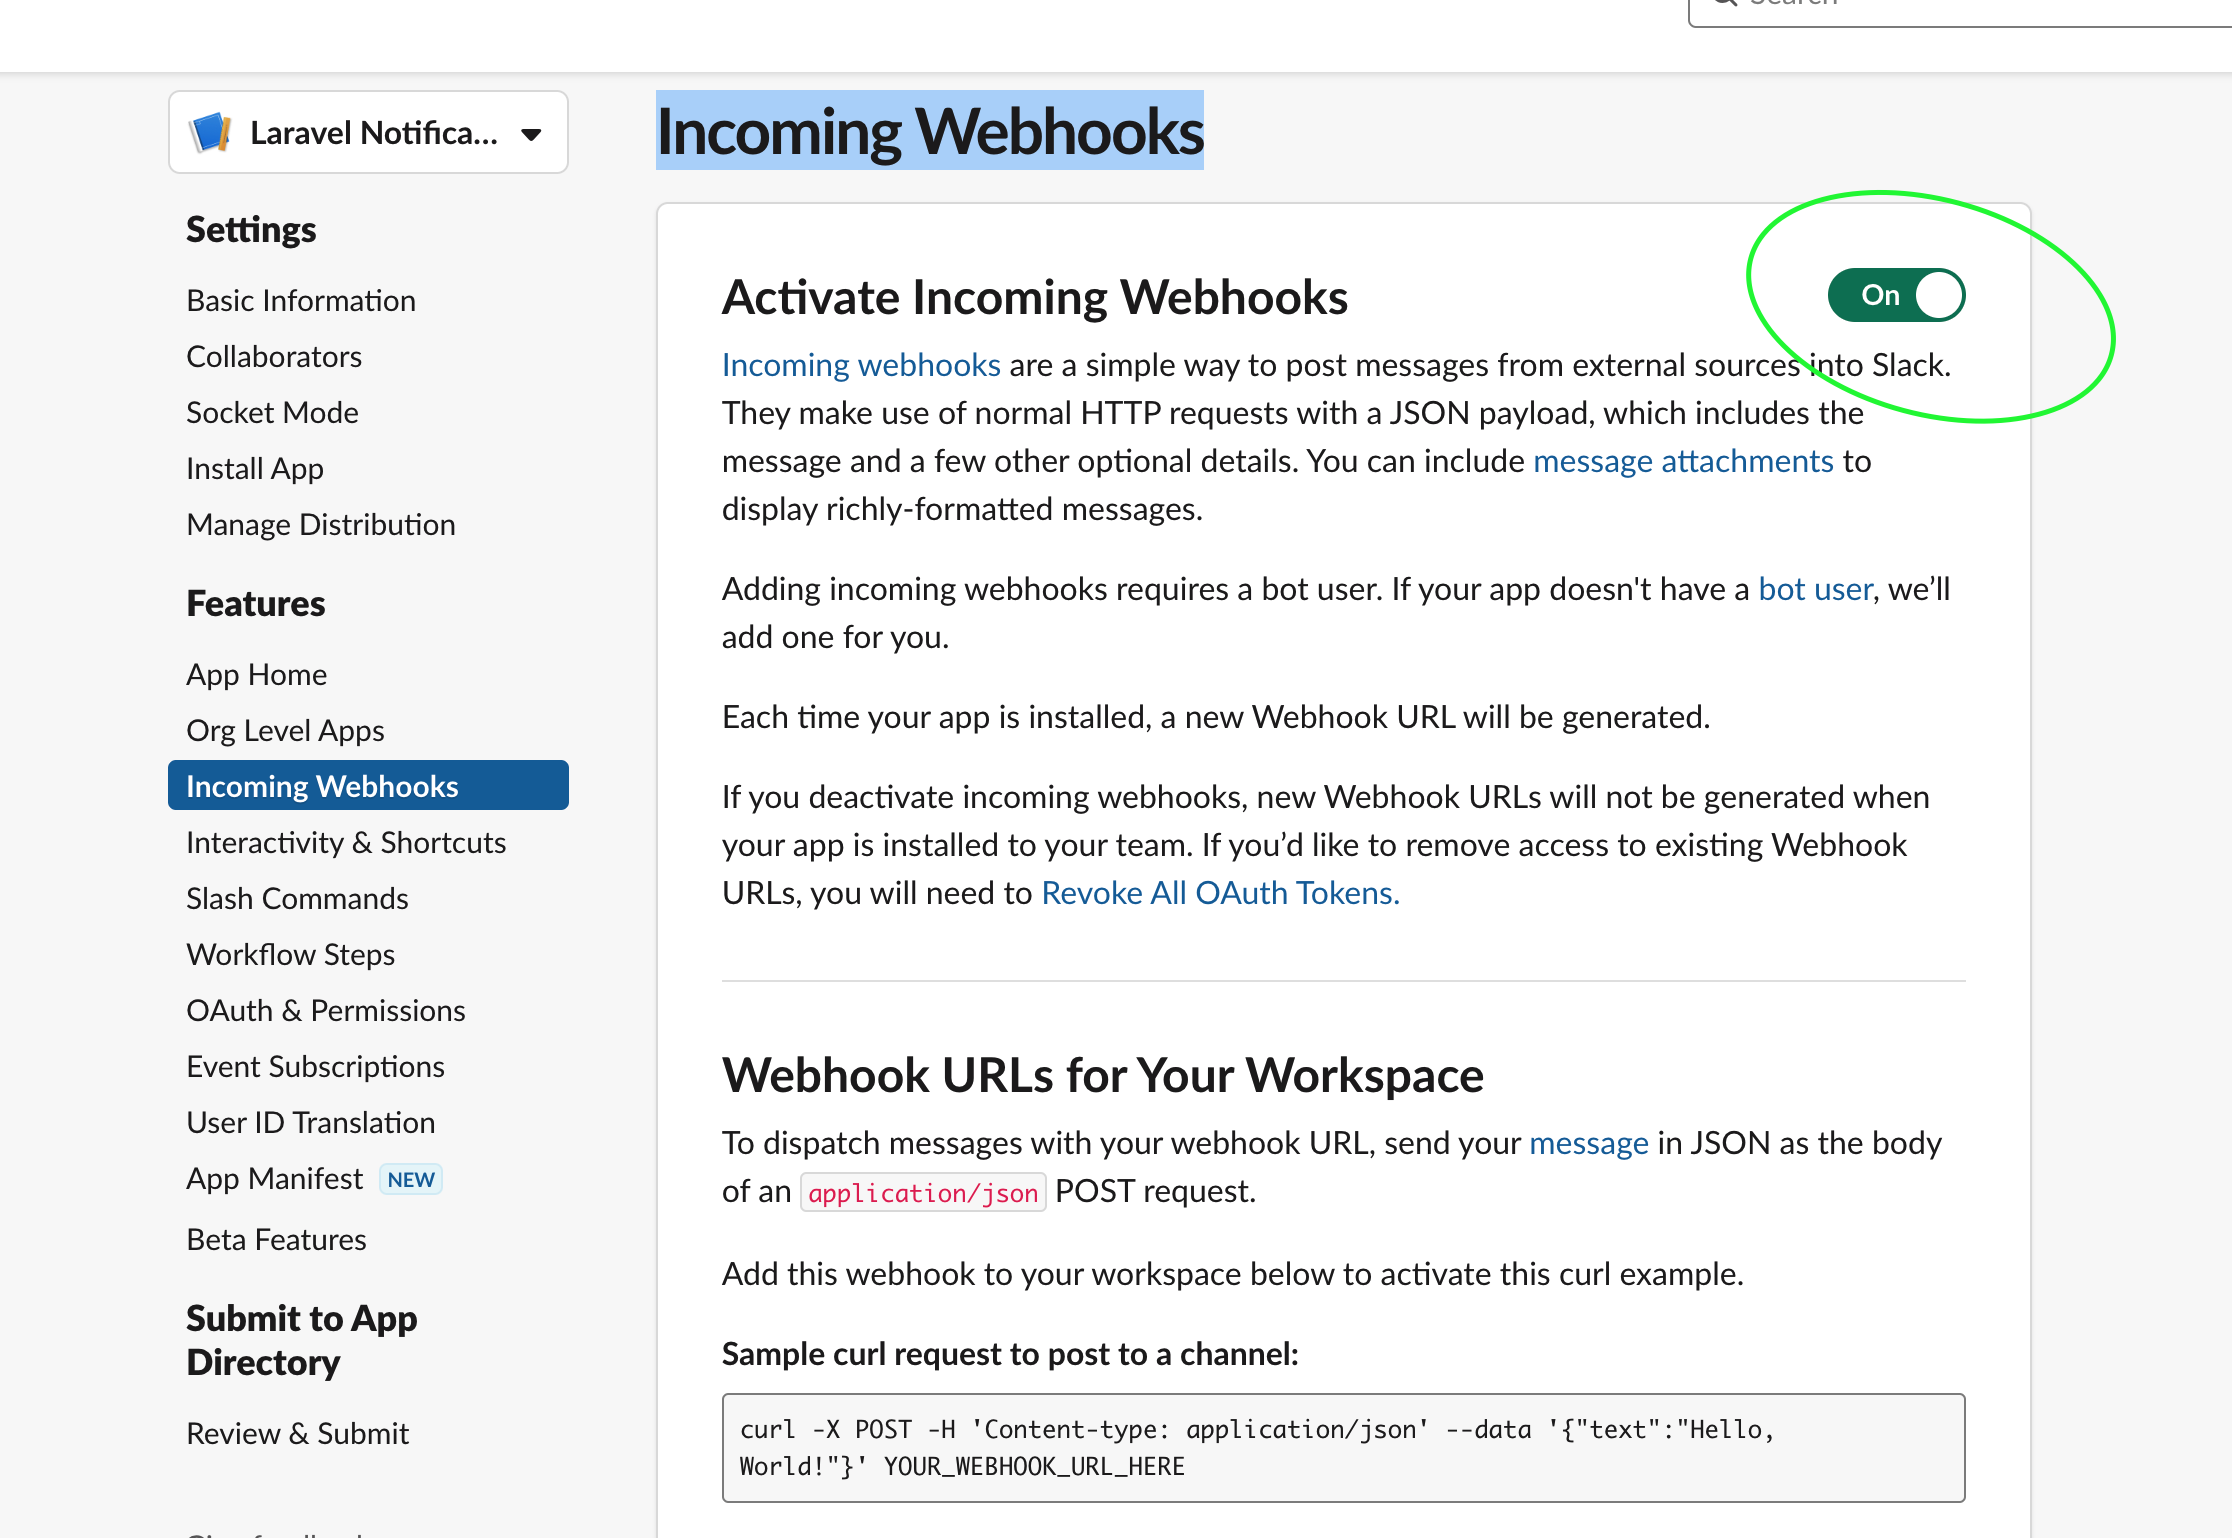 Search
Laravel Notifica...
Settings
Basic Information
Collaborators
Socket Mode
Install App
Manage Distribution
Features
App Home
Org Level Apps
Incoming Webhooks
Interactivity & Shortcuts
Slash Commands
Workflow Steps
OAuth & Permissions
Event Subscriptions
User ID Translation
App Manifest NEW
Beta Features
Submit to App
Directory
Review & Submit
Incoming Webhooks
Activate Incoming Webhooks
On
Incoming webhooks are a simple way to post messages from external sources into Slack.
They make use of normal HTTP requests with a JSON payload, which includes the
message and a few other optional details. You can include message attachments to
display richly-formatted messages.
Adding incoming webhooks requires a bot user. If your app doesn't have a bot user, we’ll
add one for you.
Each time your app is installed, a new Webhook URL will be generated.
If you deactivate incoming webhooks, new Webhook URLs will not be generated when
your app is installed to your team. If you’d like to remove access to existing Webhook
URLs, you will need to Revoke All OAuth Tokens.
Webhook URLs for Your Workspace
To dispatch messages with your webhook URL, send your message in JSON as the body
of an application/json POST request.
Add this webhook to your workspace below to activate this curl example.
Sample curl request to post to a channel:
curl -X POST -H 'Content-type: application/json' --data '{"text":"Hello,
World!"}' YOUR_WEBHOOK_URL_HERE